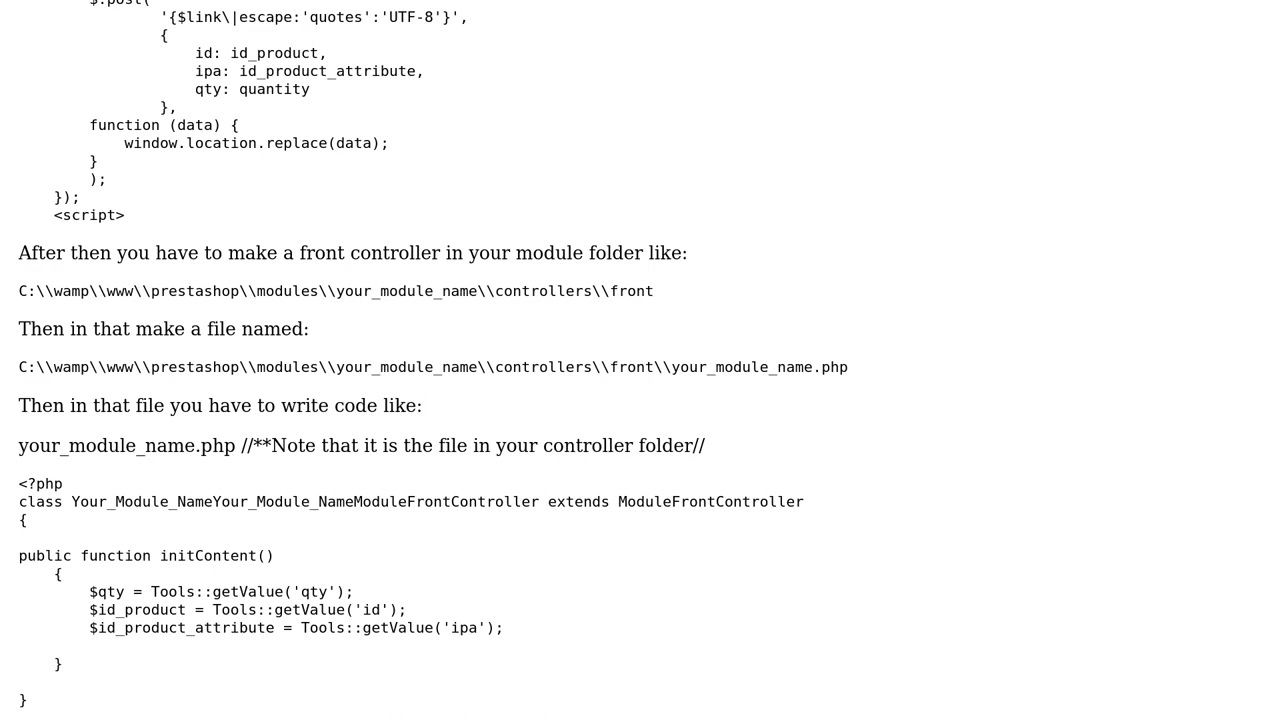 $.post(
'{$link\|escape:'quotes':'UTF-8'}',
{
id: id_product,
ipa: id_product_attribute,
qty: quantity
},
function (data) {
window.location.replace(data);
}
);
});
<script>
After then you have to make a front controller in your module folder like:
C:\\wamp\\www\\prestashop\\modules\\your_module_name\\controllers\\front
Then in that make a file named:
C:\\wamp\\www\\prestashop\\modules\\your_module_name\\controllers\\front\\your_module_name.php
Then in that file you have to write code like:
your_module_name.php //**Note that it is the file in your controller folder//
<?php
class Your_Module_NameYour_Module_NameModuleFrontController extends ModuleFrontController
{
public function initContent()
{
$qty = Tools::getValue('qty');
$id_product = Tools::getValue('id');
$id_product_attribute = Tools::getValue('ipa');
}
}